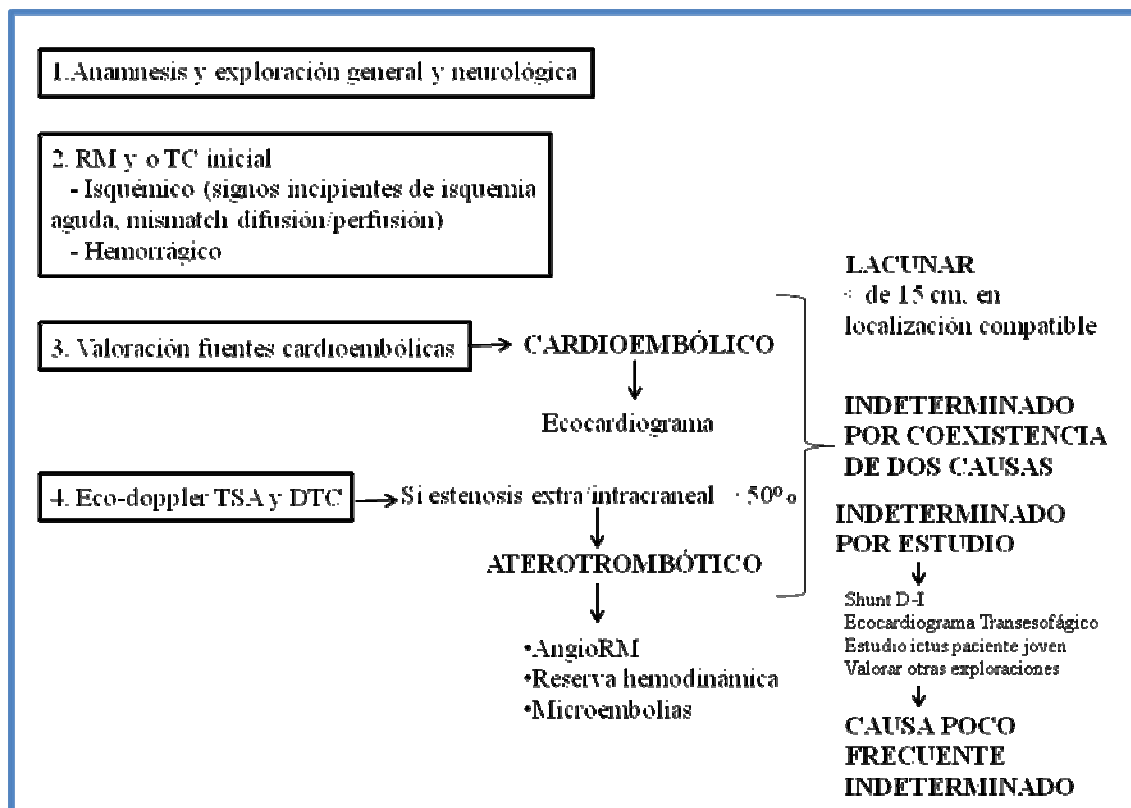 1. Anamnesis y exploración general y neurológica
2. RM y o TC inicial
- Isquémico (signos incipientes de isquemia
aguda, mismatch difusión/perfusión)
- Hemorrágico
3. Valoración fuentes cardioembólicas
CARDIOEMBÓLICO
Ecocardiograma
4. Eco-doppler TSA y DTC
Si estenosis extra/intracraneal 50%
ATEROTROMBÓTICO
•AngioRM
•Reserva hemodinámica
•Microembolias
LACUNAR
de 15 cm. en
localización compatible
INDETERMINADO
POR COEXISTENCIA
DE DOS CAUSAS
INDETERMINADO
POR ESTUDIO
Shunt D-I
Ecocardiograma Transesofágico
Estudio ictus paciente joven
Valorar otras exploraciones
CAUSA POCO
FRECUENTE
INDETERMINADO